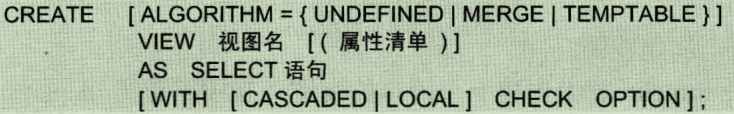 CREATE [ ALGORITHM = { UNDEFINED | MERGE | TEMPTABLE } ]
VIEW 视图名 [( 属性清单 )]
AS SELECT 语句
[ WITH [ CASCADED | LOCAL ] CHECK OPTION ] ;